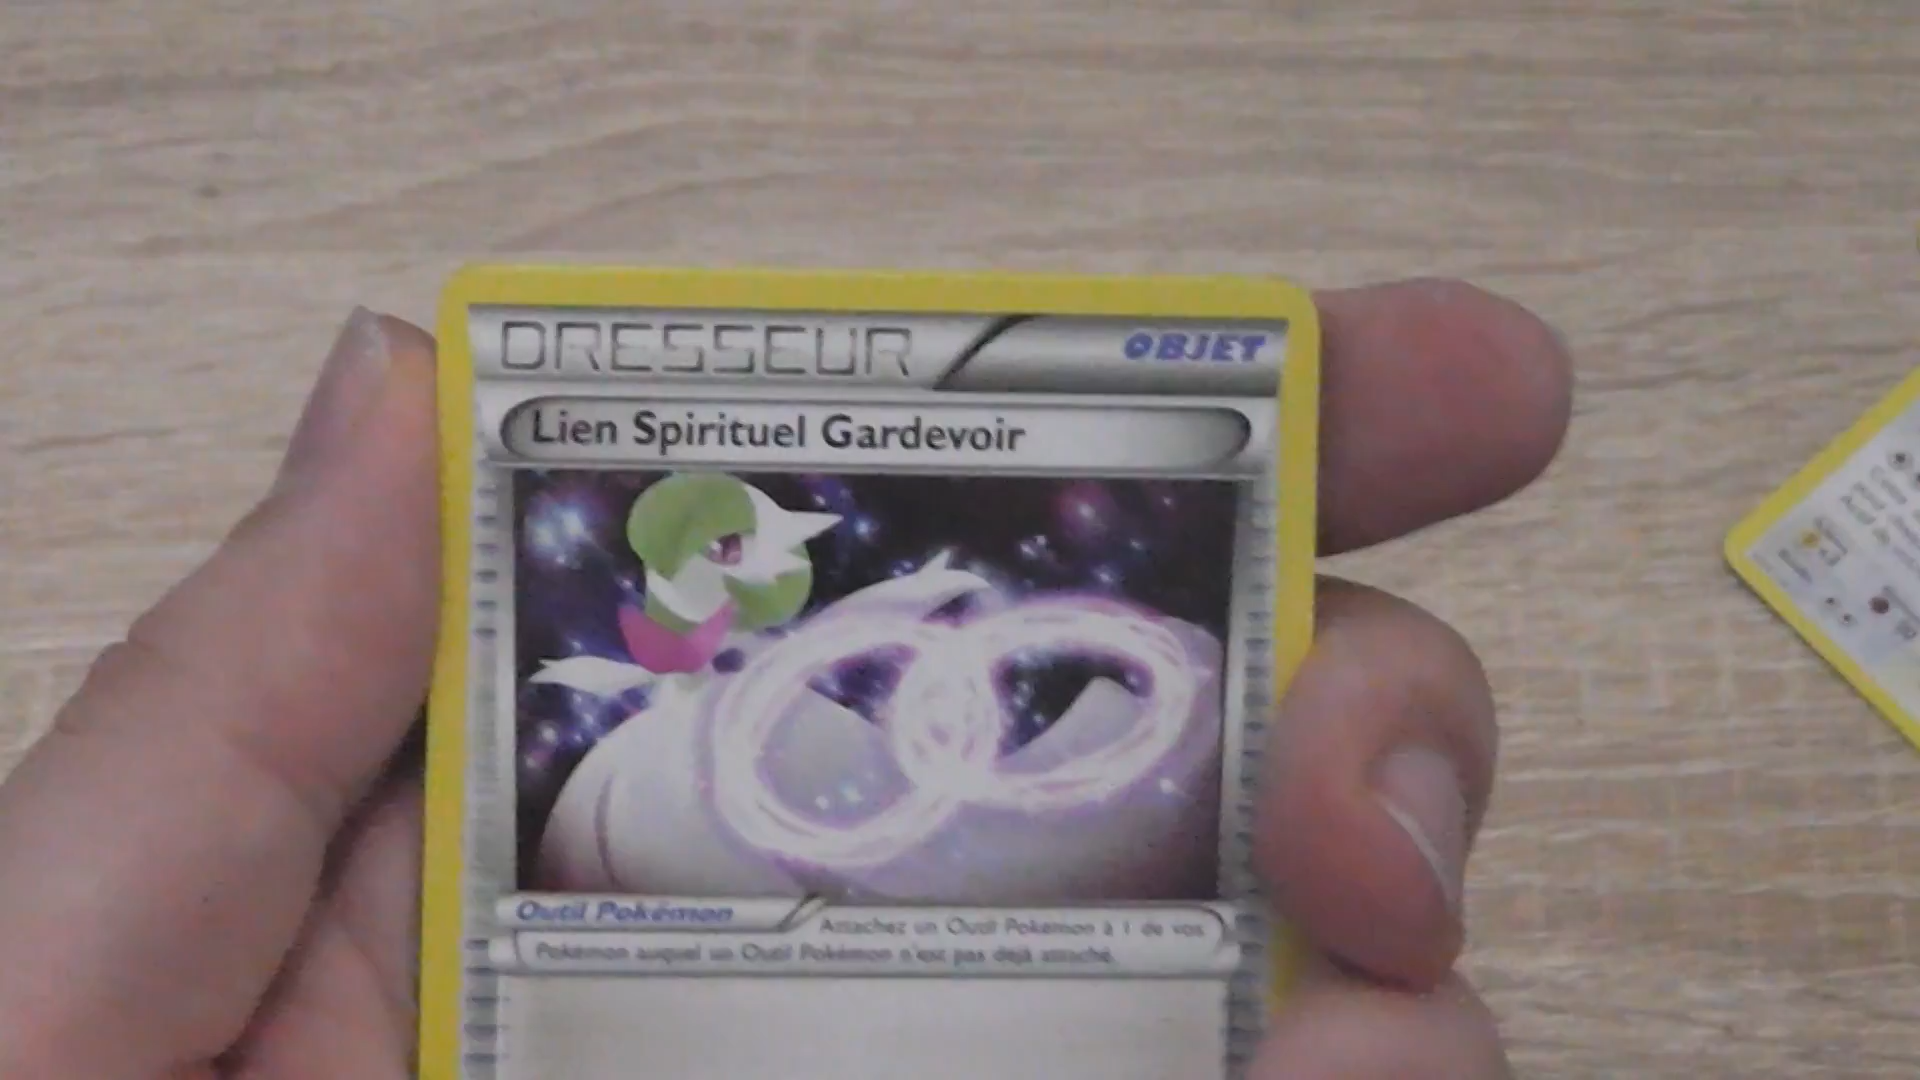 DRESSEUR
OBJET
Lien Spirituel Gardevoir
Outil Pokémon
Attachez un Outil Pokémon à 1 de vos
Pokémon auquel un Outil Pokémon n'est pas déjà attaché.